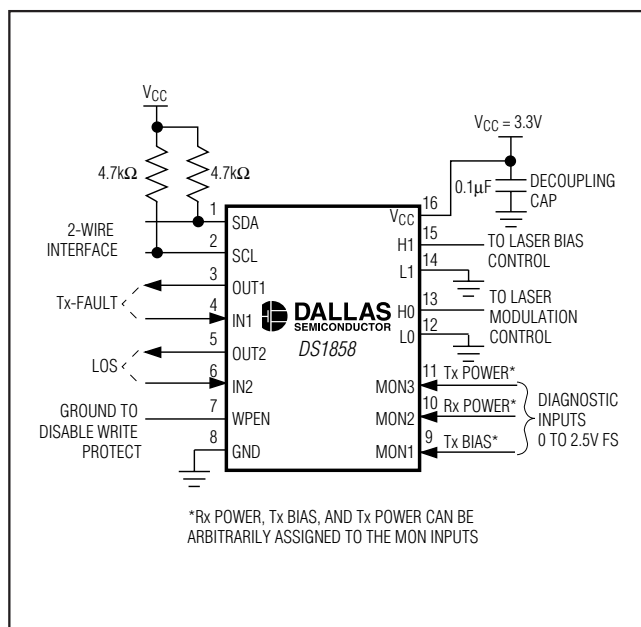 VCC
VCC = 3.3V
4.7kΩ
4.7kΩ
0.1µF
DECOUPLING
CAP
2-WIRE
INTERFACE
1
SDA
2
SCL
Tx-FAULT
3
OUT1
4
IN1
LOS
5
OUT2
6
IN2
GROUND TO
DISABLE WRITE
PROTECT
7
WPEN
8
GND
DALLAS
SEMICONDUCTOR
DS1858
16
VCC
15
H1
TO LASER BIAS
CONTROL
14
L1
13
H0
TO LASER
MODULATION
CONTROL
12
L0
11
MON3
Tx POWER*
10
MON2
Rx POWER*
9
MON1
Tx BIAS*
DIAGNOSTIC
INPUTS
0 TO 2.5V FS
*Rx POWER, Tx BIAS, AND Tx POWER CAN BE
ARBITRARILY ASSIGNED TO THE MON INPUTS